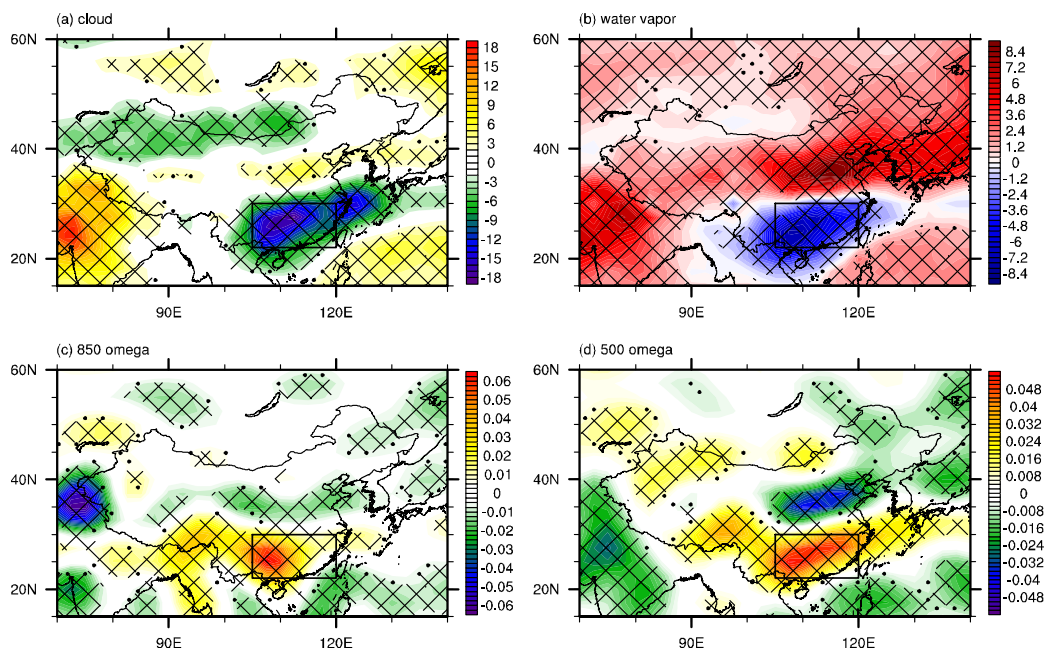 (a) cloud
60N
40N
20N
90E
120E
18
15
12
9
6
3
0
-3
-6
-9
-12
-15
-18
(b) water vapor
60N
40N
20N
90E
120E
8.4
7.2
6
4.8
3.6
2.4
1.2
0
-1.2
-2.4
-3.6
-4.8
-6
-7.2
-8.4
(c) 850 omega
60N
40N
20N
90E
120E
0.06
0.05
0.04
0.03
0.02
0.01
0
-0.01
-0.02
-0.03
-0.04
-0.05
-0.06
(d) 500 omega
60N
40N
20N
90E
120E
0.048
0.04
0.032
0.024
0.016
0.008
0
-0.008
-0.016
-0.024
-0.032
-0.04
-0.048